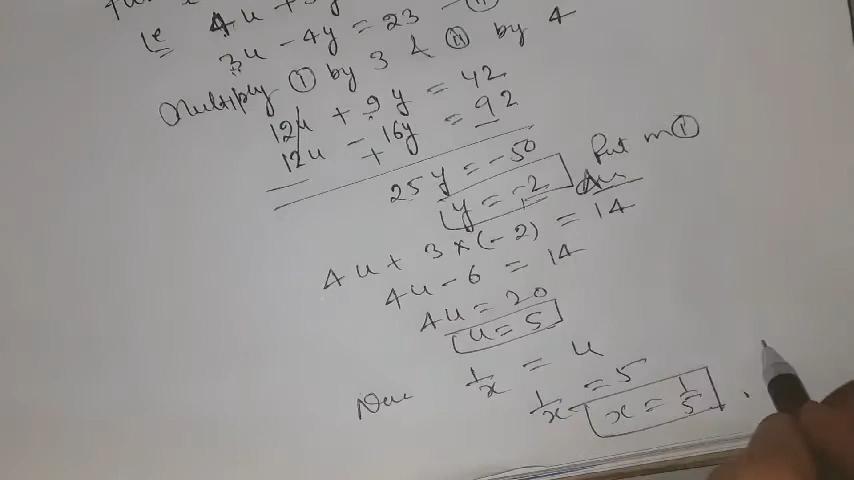 ie 4u + 3y
3u - 4y = 23 - (II)
Multiply (I) by 3 & (II) by 4
12u + 9y = 42
12u - 16y = 92
- + -
25y = -50
y = -2 Ans Put in (I)
4u + 3×(-2) = 14
4u - 6 = 14
4u = 20
u = 5
Now 1/x = u
1/x = 5
x = 1/5